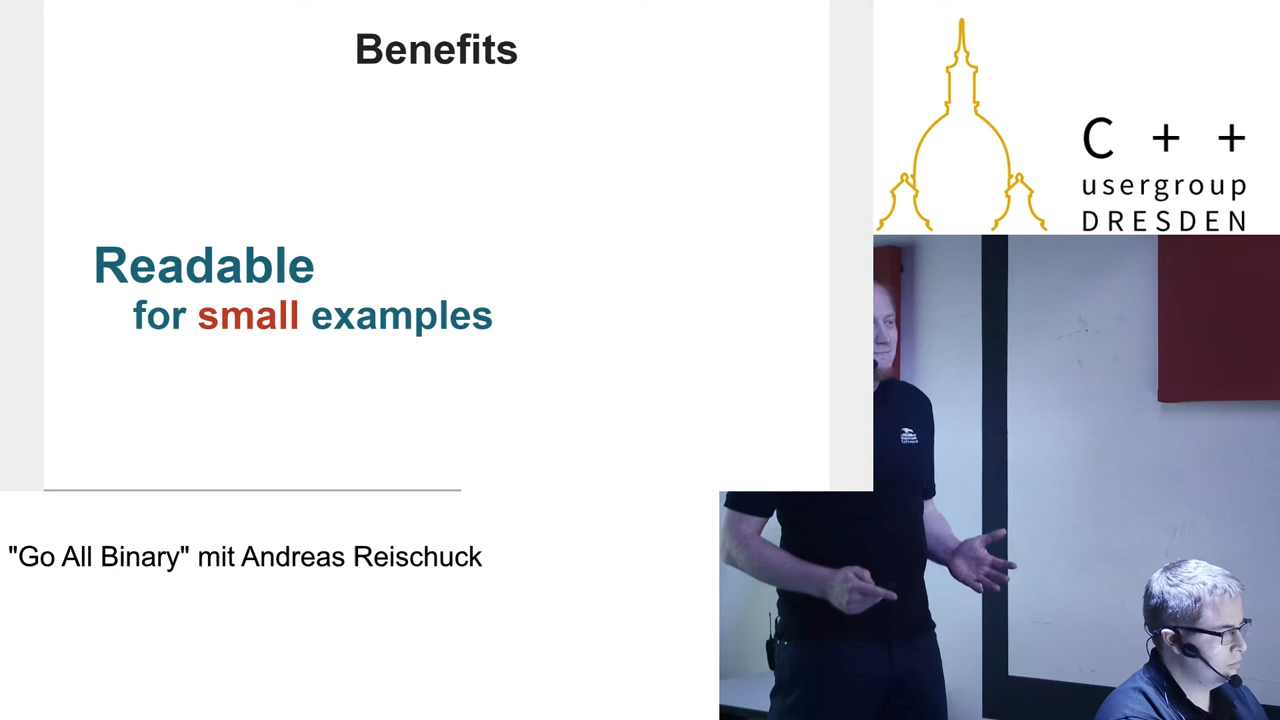 Benefits
Readable
for small examples
C + +
usergroup
DRESDEN
"Go All Binary" mit Andreas Reischuck